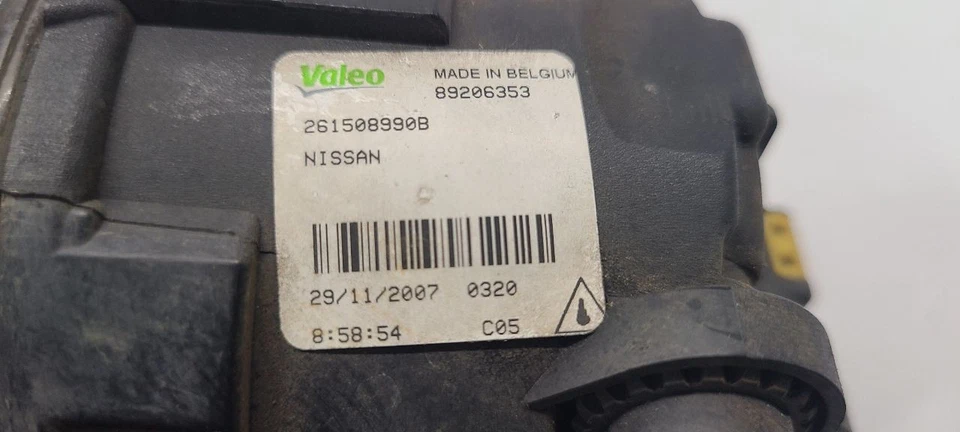 Valeo MADE IN BELGIUM
89206353
261508990B
NISSAN
29/11/2007 0320
8:58:54 C05